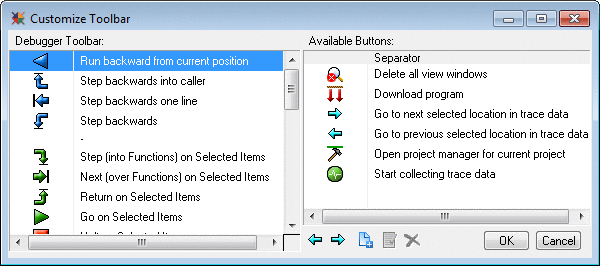 Customize Toolbar
Debugger Toolbar:
Run backward from current position
Step backwards into caller
Step backwards one line
Step backwards
-
Step (into Functions) on Selected Items
Next (over Functions) on Selected Items
Return on Selected Items
Go on Selected Items
Available Buttons:
Separator
Delete all view windows
Download program
Go to next selected location in trace data
Go to previous selected location in trace data
Open project manager for current project
Start collecting trace data
OK
Cancel